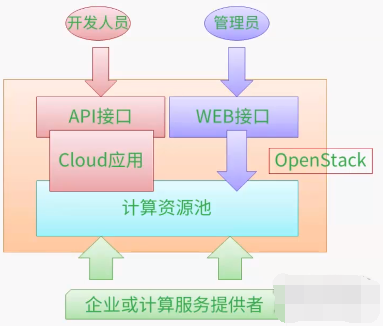 开发人员
管理员
API接口
WEB接口
Cloud应用
OpenStack
计算资源池
企业或计算服务提供者